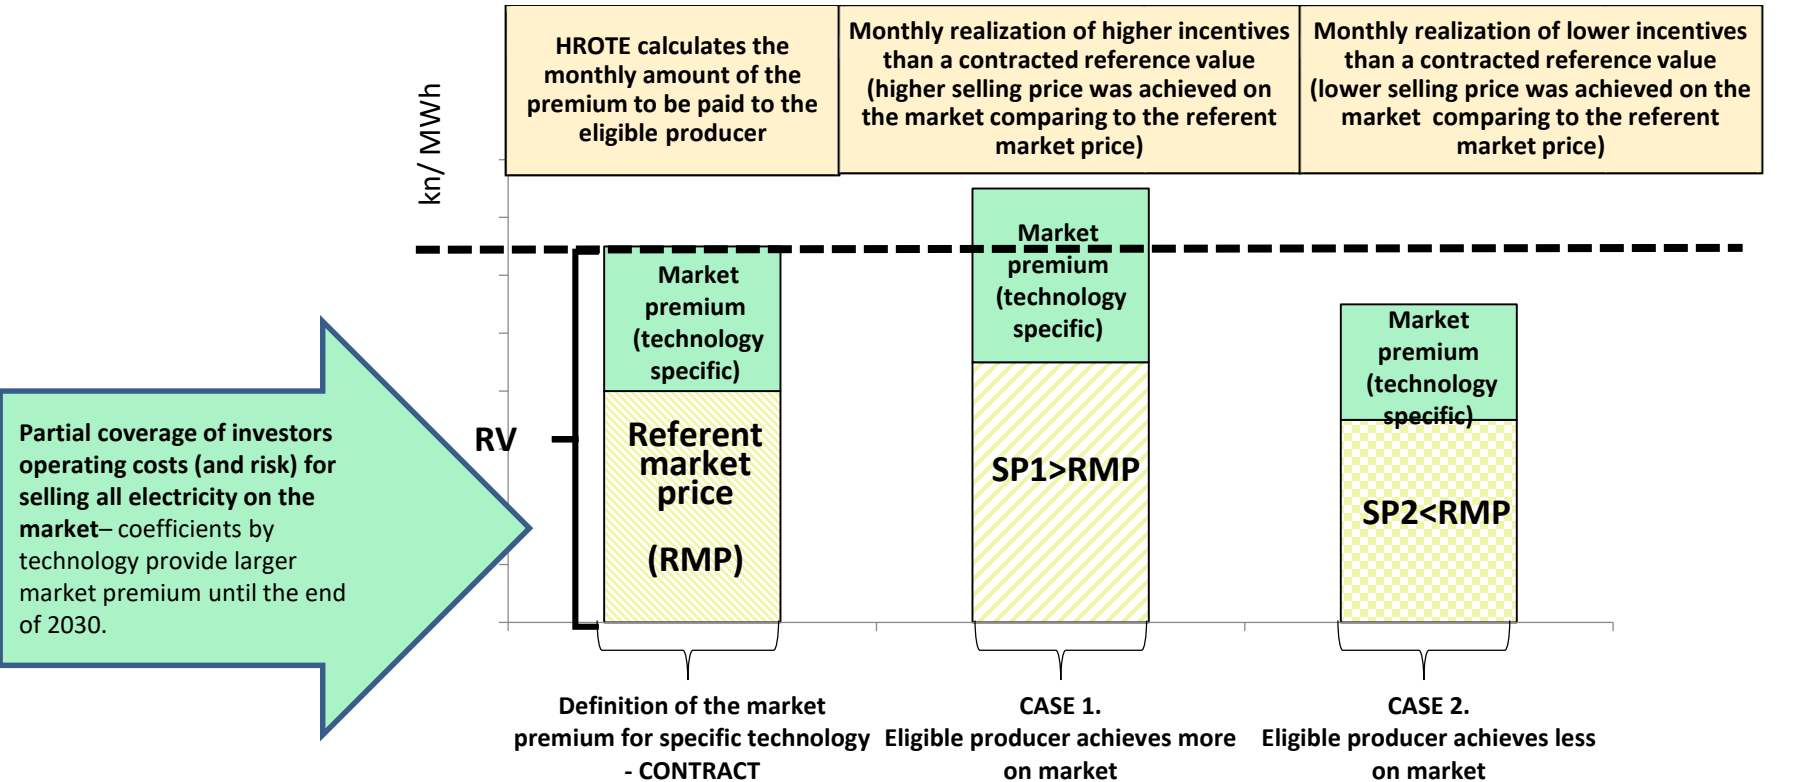 HROTE calculates the
monthly amount of the
premium to be paid to the
eligible producer
Monthly realization of higher incentives
than a contracted reference value
(higher selling price was achieved on
the market comparing to the referent
market price)
Monthly realization of lower incentives
than a contracted reference value
(lower selling price was achieved on the
market comparing to the referent
market price)
kn/ MWh
Partial coverage of investors
operating costs (and risk) for
selling all electricity on the
market– coefficients by
technology provide larger
market premium until the end
of 2030.
RV
Market
premium
(technology
specific)
Referent
market
price
(RMP)
Market
premium
(technology
specific)
SP1>RMP
Market
premium
(technology
specific)
SP2<RMP
Definition of the market
premium for specific technology
- CONTRACT
CASE 1.
Eligible producer achieves more
on market
CASE 2.
Eligible producer achieves less
on market